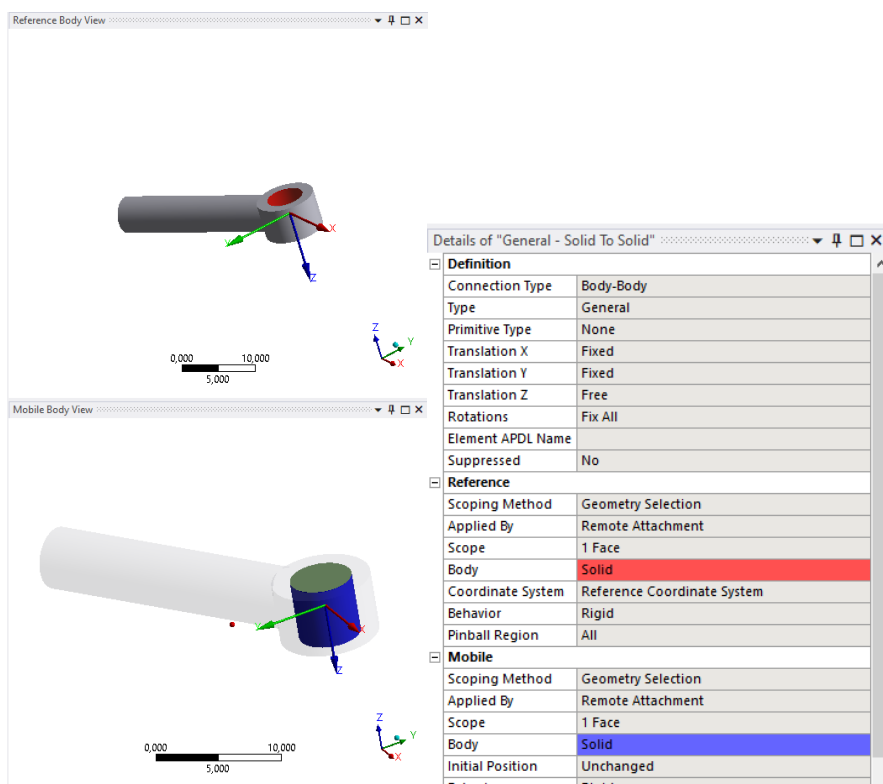 Reference Body View
X
Y
Z
Z
Y
X
0,000 10,000
5,000
Mobile Body View
Y
X
Z
Z
Y
X
0,000 10,000
5,000
Details of "General - Solid To Solid"
Definition
Connection Type Body-Body
Type General
Primitive Type None
Translation X Fixed
Translation Y Fixed
Translation Z Free
Rotations Fix All
Element APDL Name
Suppressed No
Reference
Scoping Method Geometry Selection
Applied By Remote Attachment
Scope 1 Face
Body Solid
Coordinate System Reference Coordinate System
Behavior Rigid
Pinball Region All
Mobile
Scoping Method Geometry Selection
Applied By Remote Attachment
Scope 1 Face
Body Solid
Initial Position Unchanged